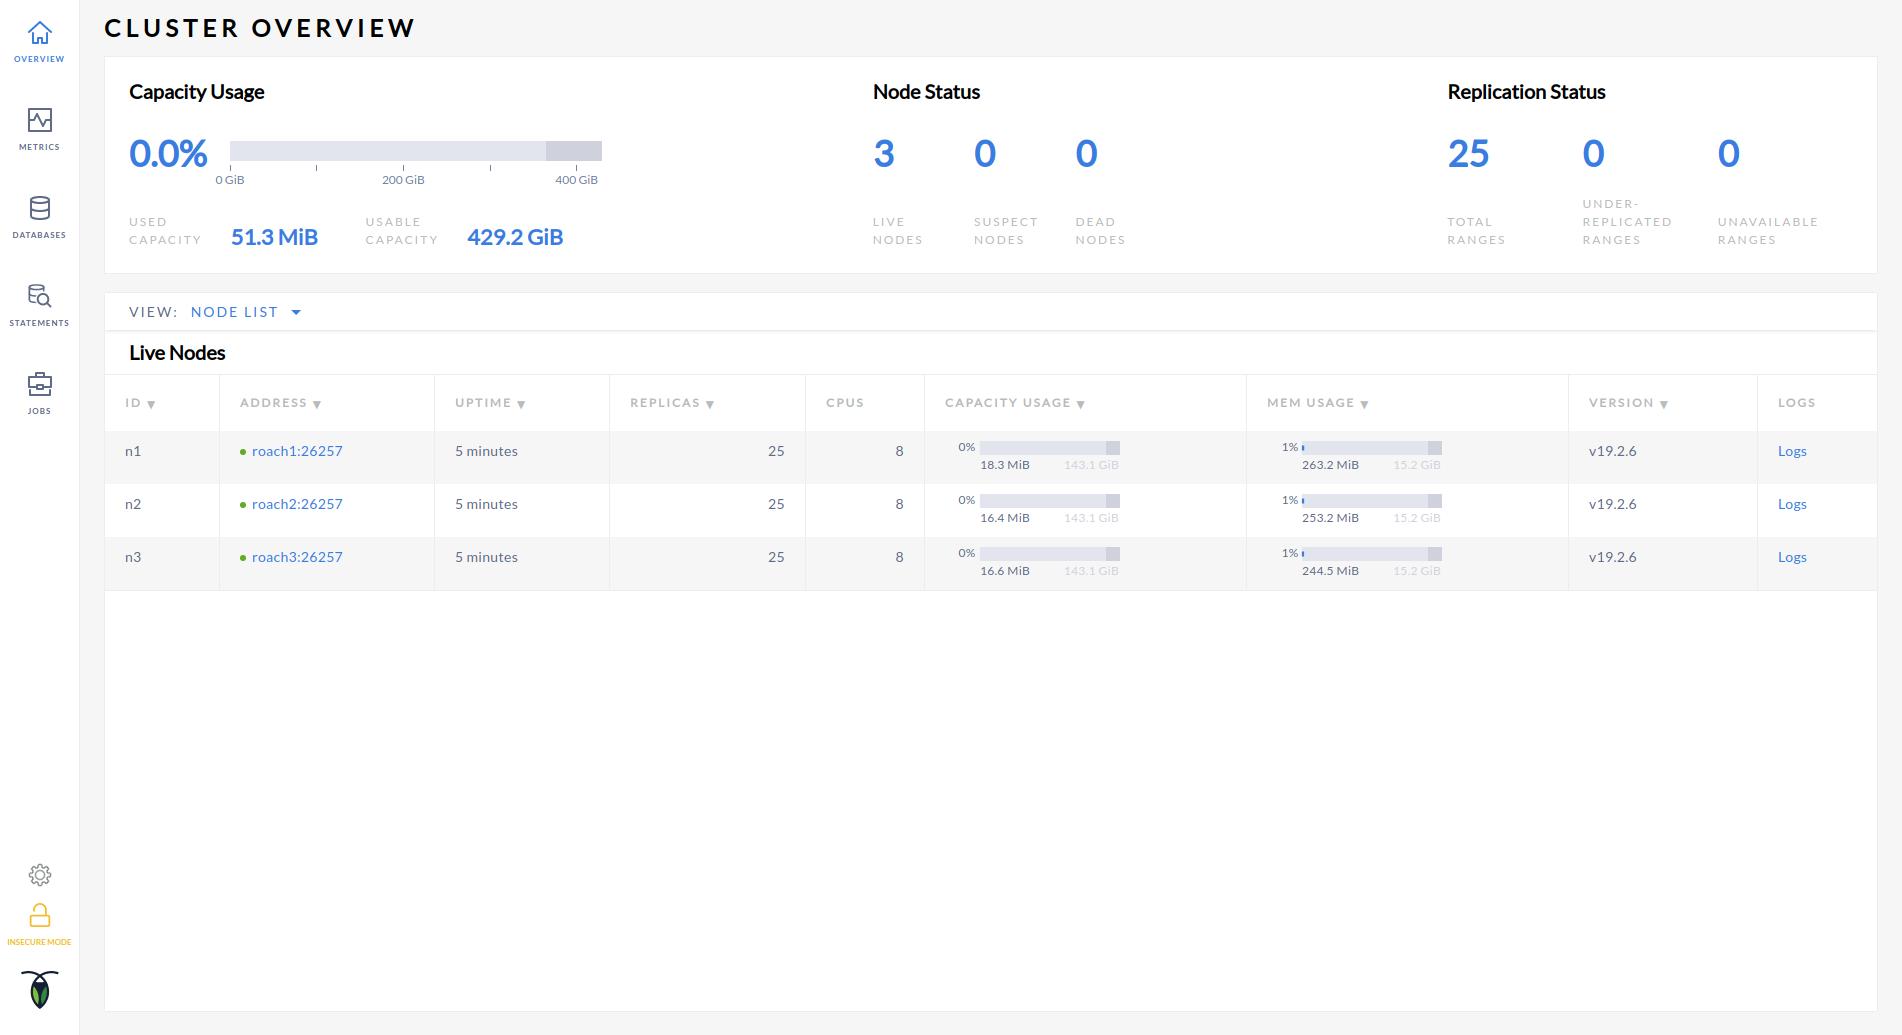 CLUSTER OVERVIEW
OVERVIEW
METRICS
DATABASES
STATEMENTS
JOBS
INSECURE MODE
Capacity Usage
0.0%
0 GiB 200 GiB 400 GiB
USED
CAPACITY
51.3 MiB
USABLE
CAPACITY
429.2 GiB
Node Status
3 0 0
LIVE
NODES
SUSPECT
NODES
DEAD
NODES
Replication Status
25 0 0
TOTAL
RANGES
UNDER-
REPLICATED
RANGES
UNAVAILABLE
RANGES
VIEW: NODE LIST
Live Nodes
ID ▼ ADDRESS ▼ UPTIME ▼ REPLICAS ▼ CPUS CAPACITY USAGE ▼ MEM USAGE ▼ VERSION ▼ LOGS
n1 roach1:26257 5 minutes 25 8 0% 1% v19.2.6 Logs
18.3 MiB 143.1 GiB 263.2 MiB 15.2 GiB
n2 roach2:26257 5 minutes 25 8 0% 1% v19.2.6 Logs
16.4 MiB 143.1 GiB 253.2 MiB 15.2 GiB
n3 roach3:26257 5 minutes 25 8 0% 1% v19.2.6 Logs
16.6 MiB 143.1 GiB 244.5 MiB 15.2 GiB